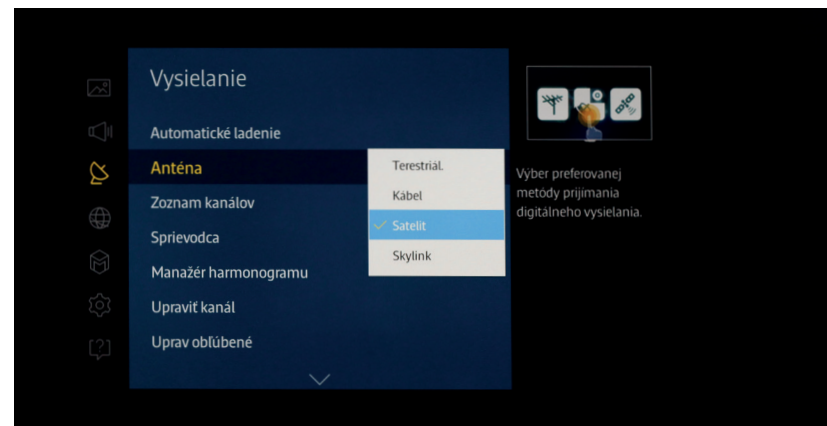 Vysielanie
Automatické ladenie
Anténa
Terestriál.
Kábel
Satelit
Skylink
Zoznam kanálov
Sprievodca
Manažér harmonogramu
Upraviť kanál
Uprav obľúbené
Výber preferovanej
metódy prijímania
digitálneho vysielania.